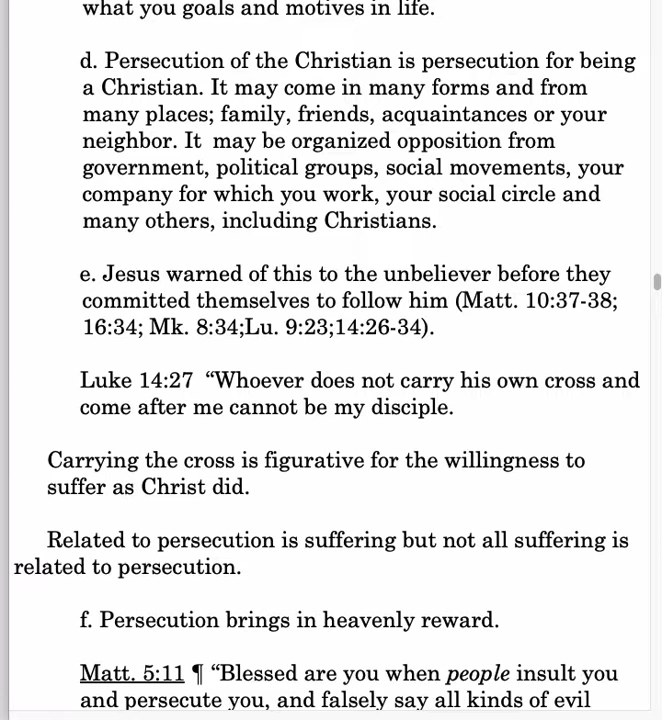 what you goals and motives in life.
d. Persecution of the Christian is persecution for being
a Christian. It may come in many forms and from
many places; family, friends, acquaintances or your
neighbor. It  may be organized opposition from
government, political groups, social movements, your
company for which you work, your social circle and
many others, including Christians.
e. Jesus warned of this to the unbeliever before they
committed themselves to follow him (Matt. 10:37-38;
16:34; Mk. 8:34;Lu. 9:23;14:26-34).
Luke 14:27  “Whoever does not carry his own cross and
come after me cannot be my disciple.
Carrying the cross is figurative for the willingness to
suffer as Christ did.
Related to persecution is suffering but not all suffering is
related to persecution.
f. Persecution brings in heavenly reward.
Matt. 5:11 ¶ “Blessed are you when people insult you
and persecute you, and falsely say all kinds of evil